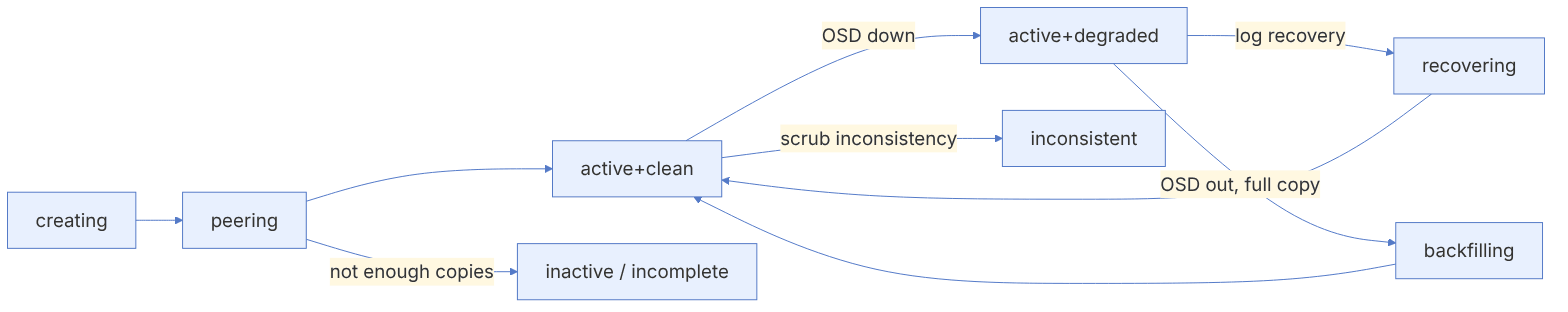 creating
peering
not enough copies
active+clean
inactive / incomplete
OSD down
scrub inconsistency
active+degraded
inconsistent
log recovery
OSD out, full copy
recovering
backfilling